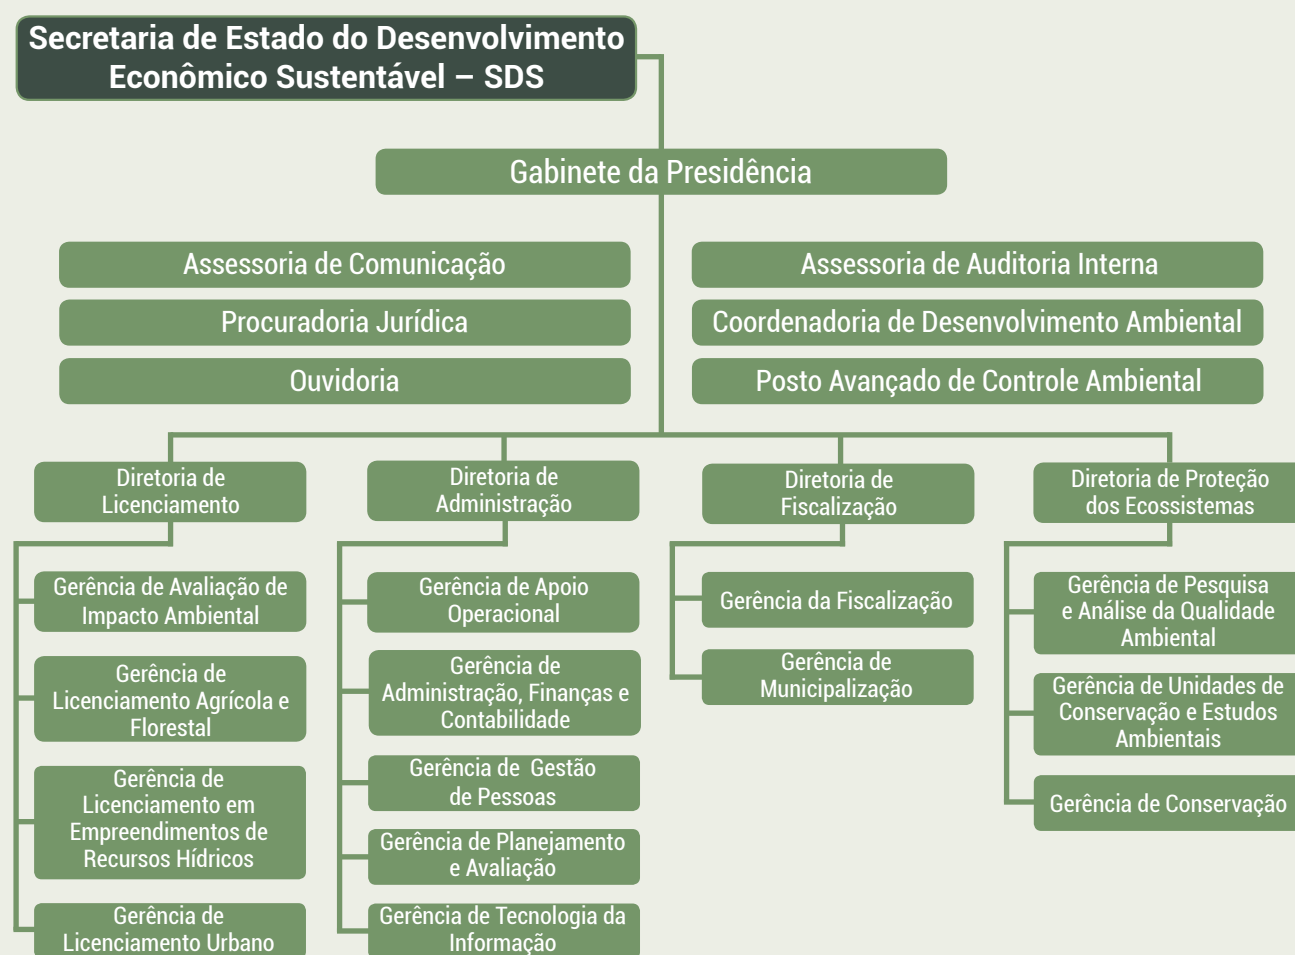 Secretaria de Estado do Desenvolvimento
Econômico Sustentável – SDS
Gabinete da Presidência
Assessoria de Comunicação
Procuradoria Jurídica
Ouvidoria
Assessoria de Auditoria Interna
Coordenadoria de Desenvolvimento Ambiental
Posto Avançado de Controle Ambiental
Diretoria de
Licenciamento
Gerência de Avaliação de
Impacto Ambiental
Gerência de
Licenciamento Agrícola e
Florestal
Gerência de
Licenciamento em
Empreendimentos de
Recursos Hídricos
Gerência de
Licenciamento Urbano
Diretoria de
Administração
Gerência de Apoio
Operacional
Gerência de
Administração, Finanças e
Contabilidade
Gerência de Gestão
de Pessoas
Gerência de Planejamento
e Avaliação
Gerência de Tecnologia da
Informação
Diretoria de
Fiscalização
Gerência da Fiscalização
Gerência de
Municipalização
Diretoria de Proteção
dos Ecossistemas
Gerência de Pesquisa
e Análise da Qualidade
Ambiental
Gerência de Unidades de
Conservação e Estudos
Ambientais
Gerência de Conservação